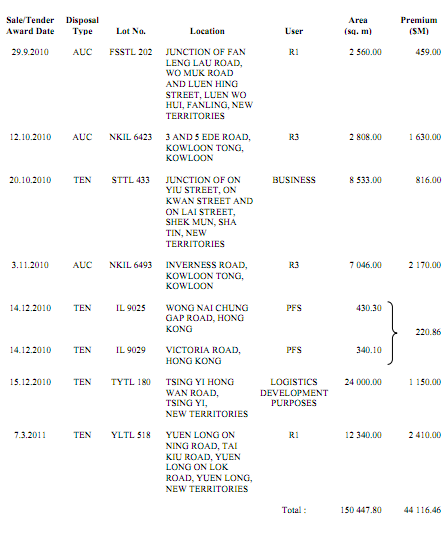 Sale/Tender Disposal Area Premium
Award Date Type Lot No. Location User (sq. m) ($M)
29.9.2010 AUC FSSTL 202 JUNCTION OF FAN R1 2 560.00 459.00
LENG LAU ROAD,
WO MUK ROAD
AND LUEN HING
STREET, LUEN WO
HUI, FANLING, NEW
TERRITORIES
12.10.2010 AUC NKIL 6423 3 AND 5 EDE ROAD, R3 2 808.00 1 630.00
KOWLOON TONG,
KOWLOON
20.10.2010 TEN STTL 433 JUNCTION OF ON BUSINESS 8 533.00 816.00
YIU STREET, ON
KWAN STREET AND
ON LAI STREET,
SHEK MUN, SHA
TIN, NEW
TERRITORIES
3.11.2010 AUC NKIL 6493 INVERNESS ROAD, R3 7 046.00 2 170.00
KOWLOON TONG,
KOWLOON
14.12.2010 TEN IL 9025 WONG NAI CHUNG PFS 430.30
GAP ROAD, HONG
KONG
220.86
14.12.2010 TEN IL 9029 VICTORIA ROAD, PFS 340.10
HONG KONG
15.12.2010 TEN TYTL 180 TSING YI HONG LOGISTICS 24 000.00 1 150.00
WAN ROAD, DEVELOPMENT
TSING YI, PURPOSES
NEW TERRITORIES
7.3.2011 TEN YLTL 518 YUEN LONG ON R1 12 340.00 2 410.00
NING ROAD, TAI
KIU ROAD, YUEN
LONG ON LOK
ROAD, YUEN LONG,
NEW TERRITORIES
Total : 150 447.80 44 116.46